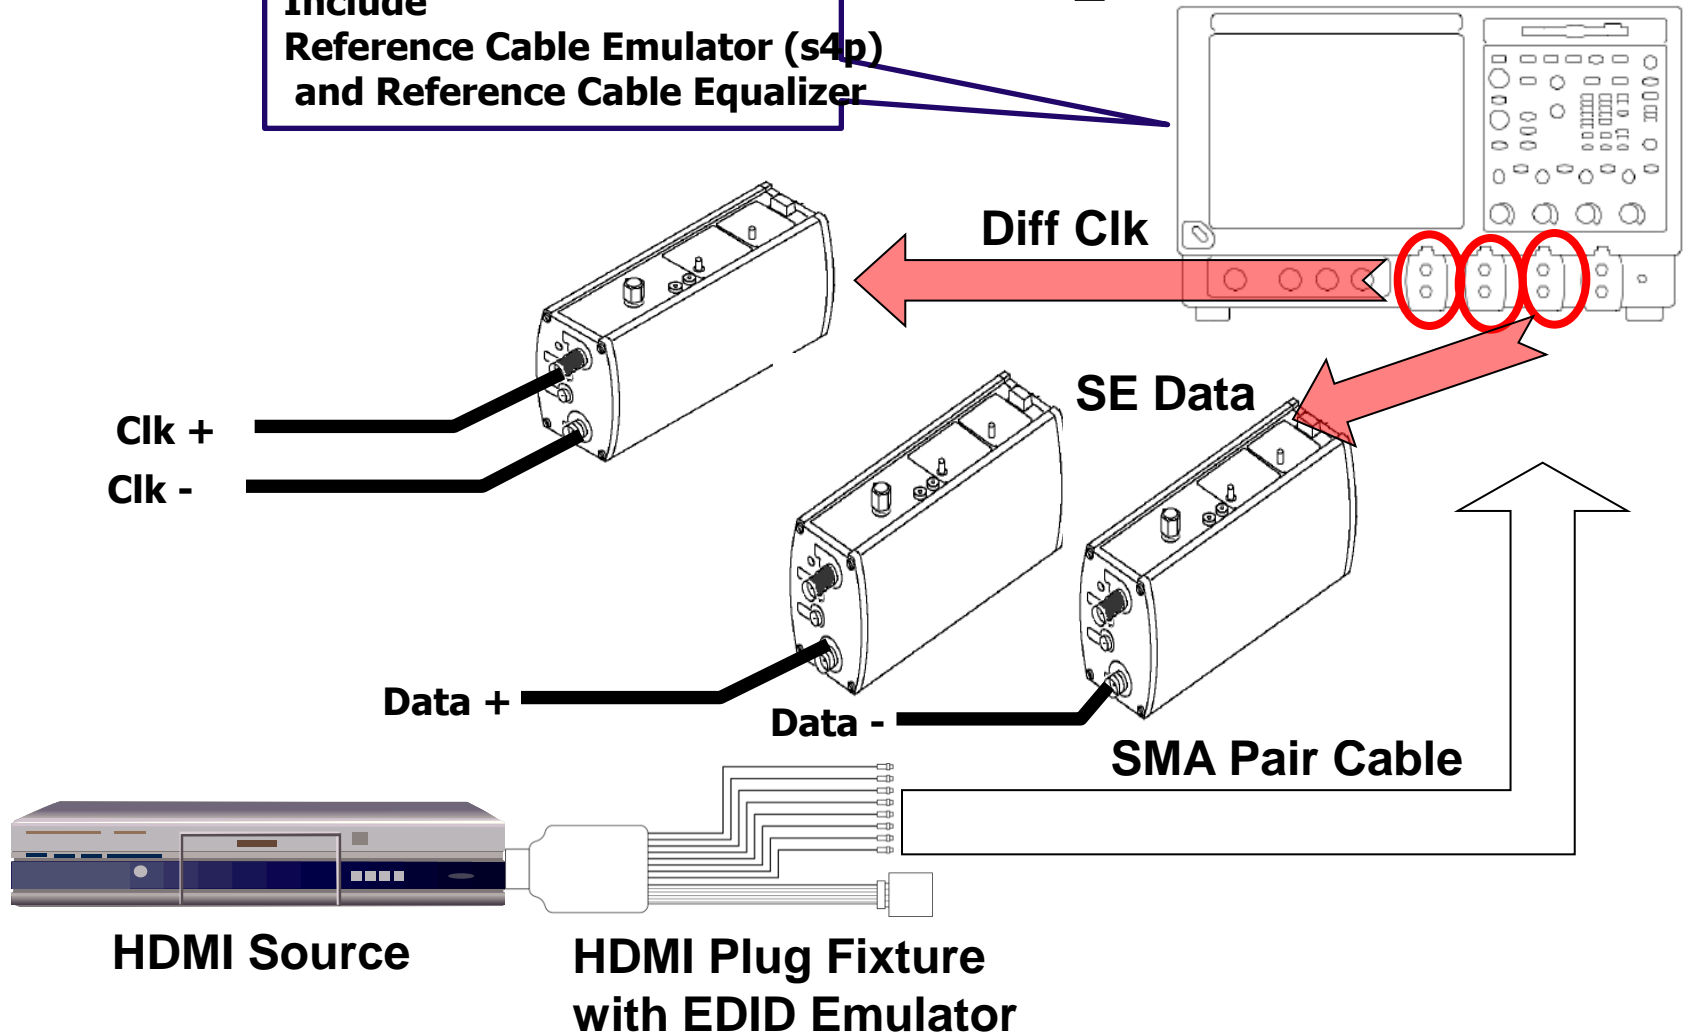 Include
Reference Cable Emulator (s4p)
and Reference Cable Equalizer
Diff Clk
SE Data
Clk +
Clk -
Data +
Data -
SMA Pair Cable
HDMI Source
HDMI Plug Fixture
with EDID Emulator